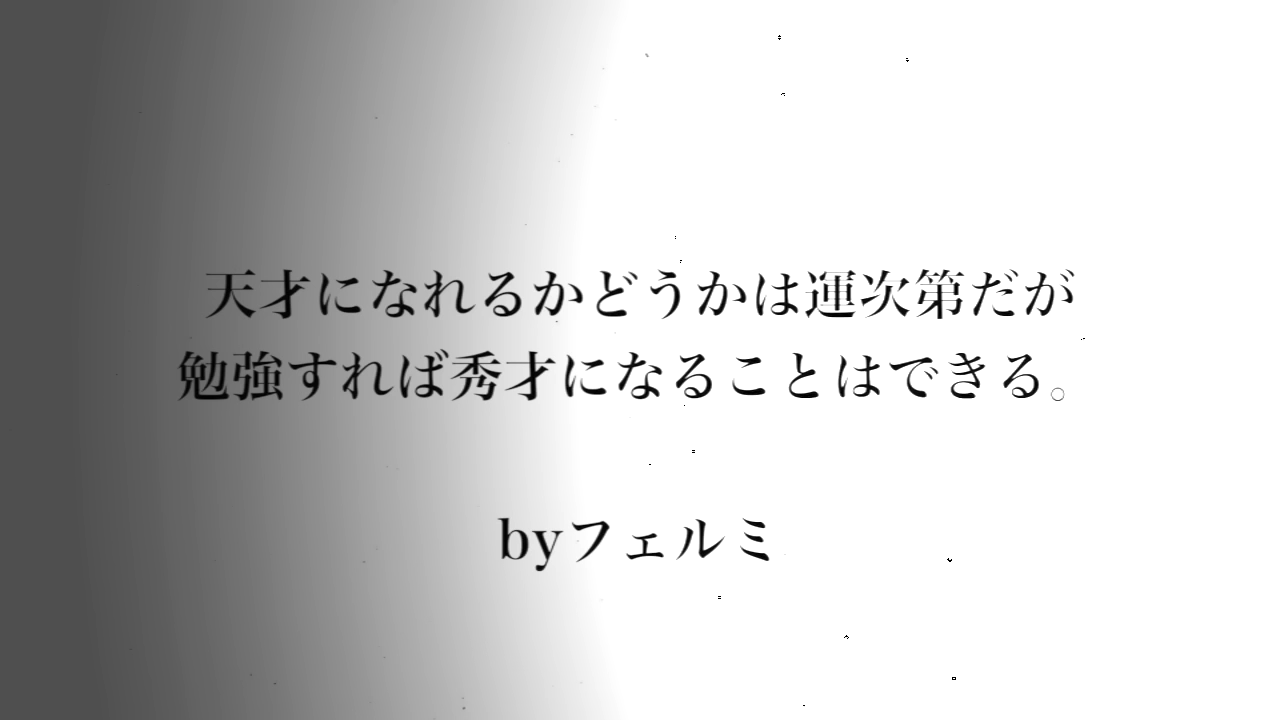 天才になれるかどうかは運次第だが
勉強すれば秀才になることはできる。
byフェルミ